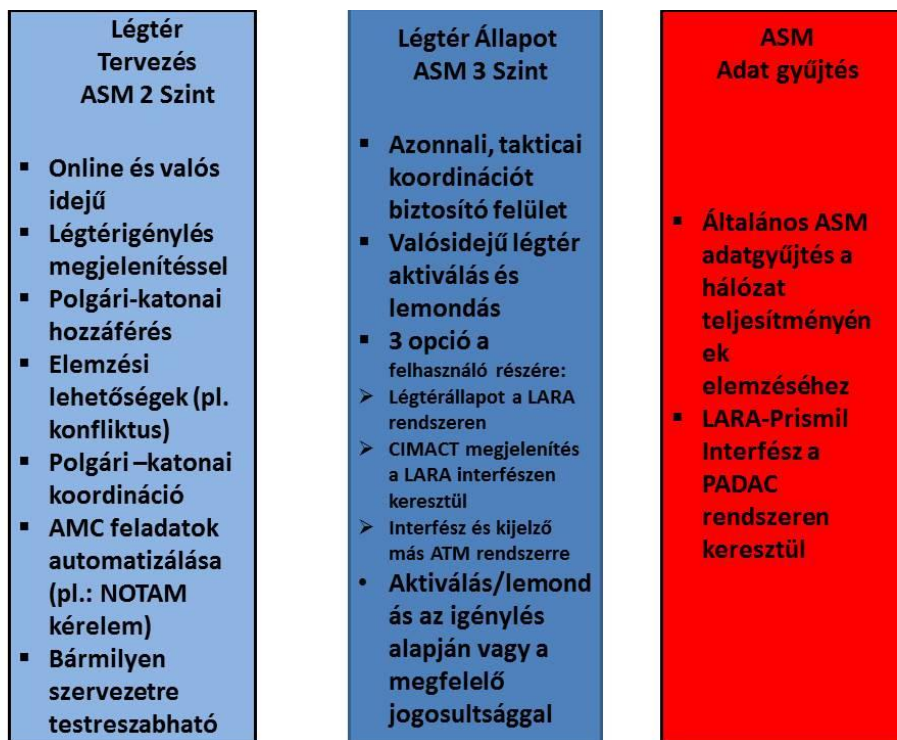 Légtér
Tervezés
ASM 2 Szint
▪ Online és valós
idejű
▪ Légtérigénylés
megjelenítéssel
▪ Polgári-katonai
hozzáférés
▪ Elemzési
lehetőségek (pl.
konfliktus)
▪ Polgári –katonai
koordináció
▪ AMC feladatok
automatizálása
(pl.: NOTAM
kérelem)
▪ Bármilyen
szervezetre
testreszabható
Légtér Állapot
ASM 3 Szint
▪ Azonnali, takticai
koordinációt
biztosító felület
▪ Valósidejű légtér
aktiválás és
lemondás
▪ 3 opció a
felhasználó részére:
➢ Légtérállapot a LARA
rendszeren
➢ CIMACT megjelenítés
a LARA interfészen
keresztül
➢ Interfész és kijelző
más ATM rendszerre
• Aktiválás/lemond
ás az igénylés
alapján vagy a
megfelelő
jogosultsággal
ASM
Adat gyűjtés
▪ Általános ASM
adatgyűjtés a
hálózat
teljesítményén
ek
elemzéséhez
▪ LARA-Prismil
Interfész a
PADAC
rendszeren
keresztül